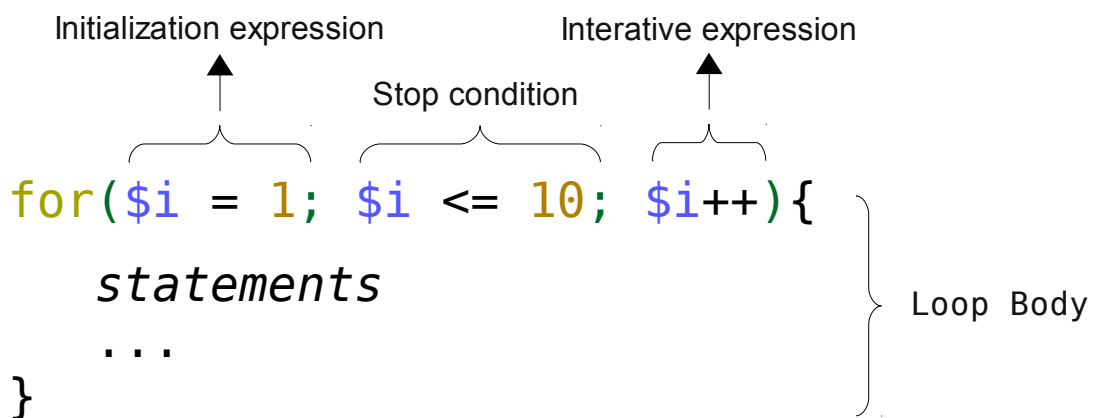 Initialization expression
Interative expression
Stop condition
for($i = 1; $i <= 10; $i++){
statements
...
}
Loop Body